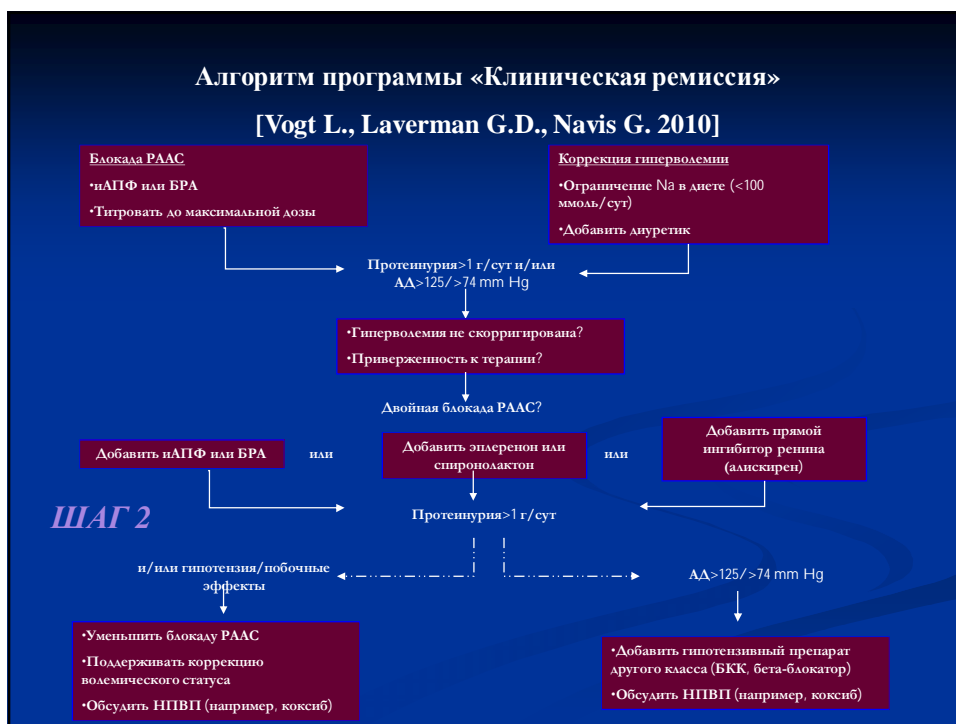 Алгоритм программы «Клиническая ремиссия»
[Vogt L., Laverman G.D., Navis G. 2010]
Блокада РААС
•иАПФ или БРА
•Титровать до максимальной дозы
Коррекция гиперволемии
•Ограничение Na в диете (<100
ммоль/сут)
•Добавить диуретик
Протеинурия>1 г/сут и/или
АД>125/>74 mm Hg
•Гиперволемия не скорригирована?
•Приверженность к терапии?
Двойная блокада РААС?
Добавить иАПФ или БРА
или
Добавить эплеренон или
спиронолактон
или
Добавить прямой
ингибитор ренина
(алискирен)
ШАГ 2
Протеинурия>1 г/сут
и/или гипотензия/побочные
эффекты
АД>125/>74 mm Hg
•Уменьшить блокаду РААС
•Поддерживать коррекцию
волемического статуса
•Обсудить НПВП (например, коксиб)
•Добавить гипотензивный препарат
другого класса (БКК, бета-блокатор)
•Обсудить НПВП (например, коксиб)